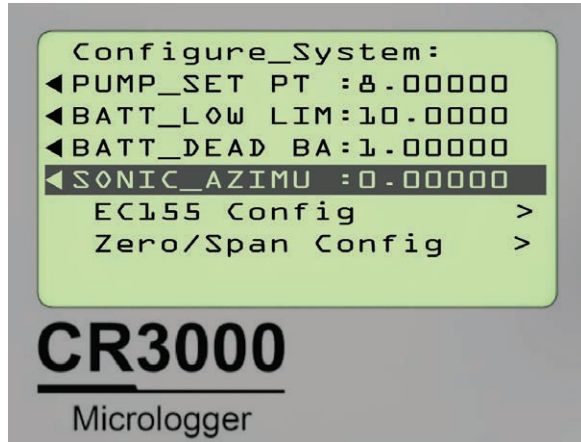 Configure_System:
◀PUMP_SET PT :8.00000
◀BATT_LOW LIM:10.00000
◀BATT_DEAD BA:1.00000
◀SONIC_AZIMU :0.00000
EC155 Config >
Zero/Span Config >
CR3000
Micrologger